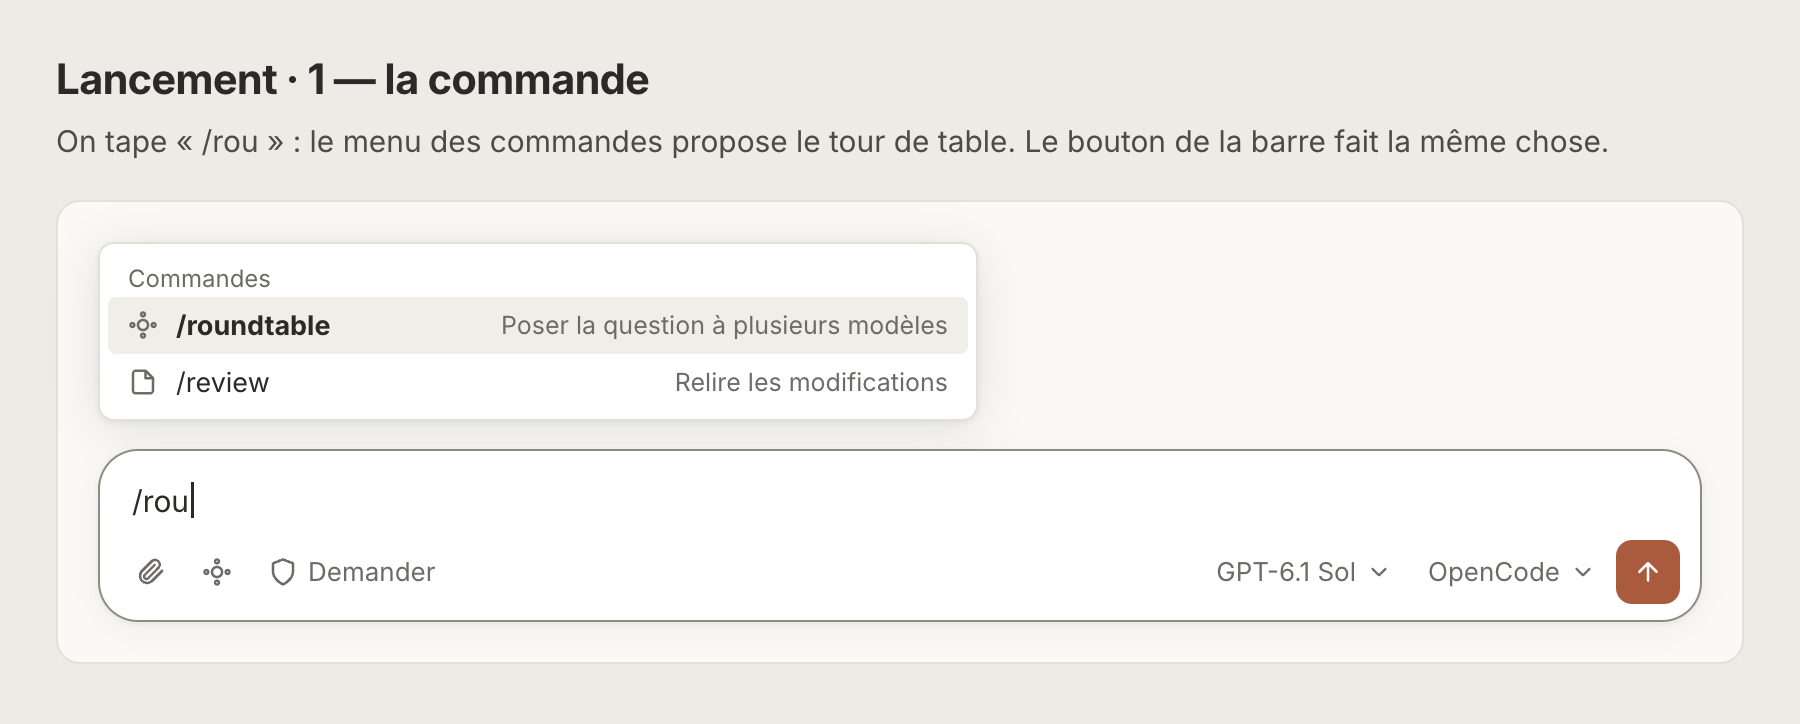 Lancement · 1 — la commande
On tape « /rou » : le menu des commandes propose le tour de table. Le bouton de la barre fait la même chose.
Commandes
/roundtable Poser la question à plusieurs modèles
/review Relire les modifications
/rou
Demander GPT-6.1 Sol OpenCode